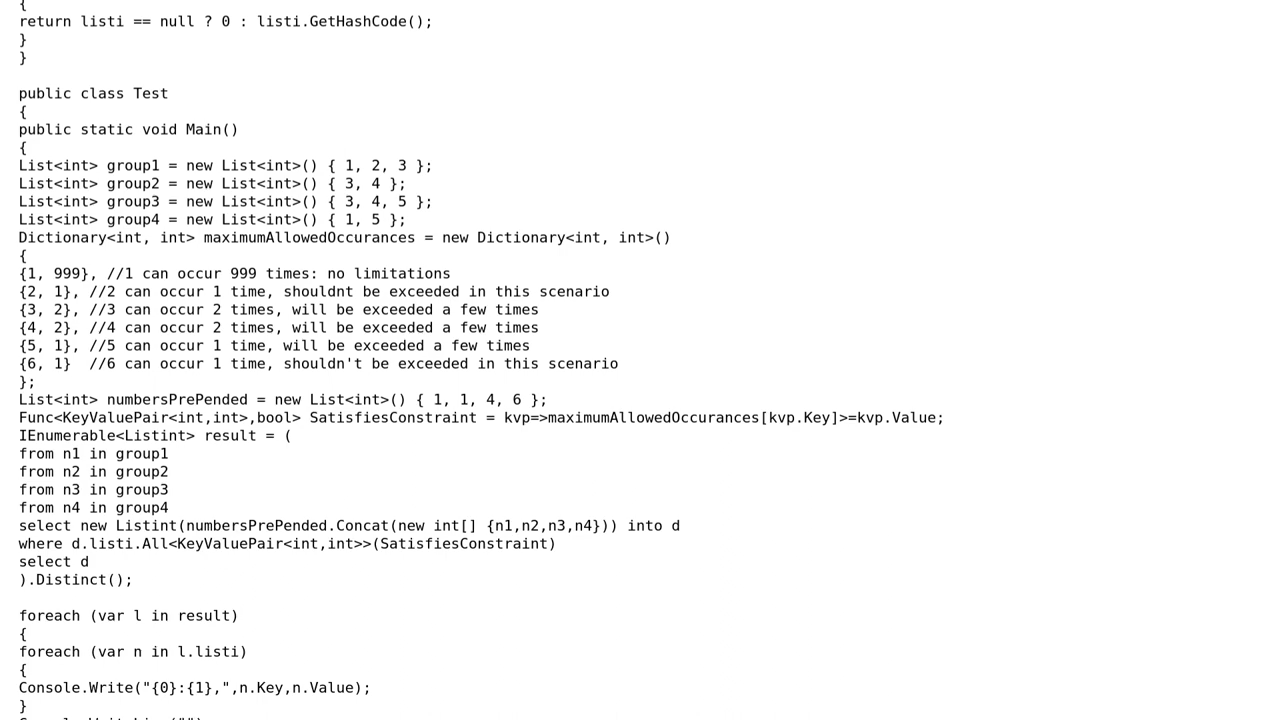 {
return listi == null ? 0 : listi.GetHashCode();
}
}
public class Test
{
public static void Main()
{
List<int> group1 = new List<int>() { 1, 2, 3 };
List<int> group2 = new List<int>() { 3, 4 };
List<int> group3 = new List<int>() { 3, 4, 5 };
List<int> group4 = new List<int>() { 1, 5 };
Dictionary<int, int> maximumAllowedOccurances = new Dictionary<int, int>()
{
{1, 999}, //1 can occur 999 times: no limitations
{2, 1}, //2 can occur 1 time, shouldnt be exceeded in this scenario
{3, 2}, //3 can occur 2 times, will be exceeded a few times
{4, 2}, //4 can occur 2 times, will be exceeded a few times
{5, 1}, //5 can occur 1 time, will be exceeded a few times
{6, 1}  //6 can occur 1 time, shouldn't be exceeded in this scenario
};
List<int> numbersPrePended = new List<int>() { 1, 1, 4, 6 };
Func<KeyValuePair<int,int>,bool> SatisfiesConstraint = kvp=>maximumAllowedOccurances[kvp.Key]>=kvp.Value;
IEnumerable<Listint> result = (
from n1 in group1
from n2 in group2
from n3 in group3
from n4 in group4
select new Listint(numbersPrePended.Concat(new int[] {n1,n2,n3,n4})) into d
where d.listi.All<KeyValuePair<int,int>>(SatisfiesConstraint)
select d
).Distinct();
foreach (var l in result)
{
foreach (var n in l.listi)
{
Console.Write("{0}:{1},",n.Key,n.Value);
}